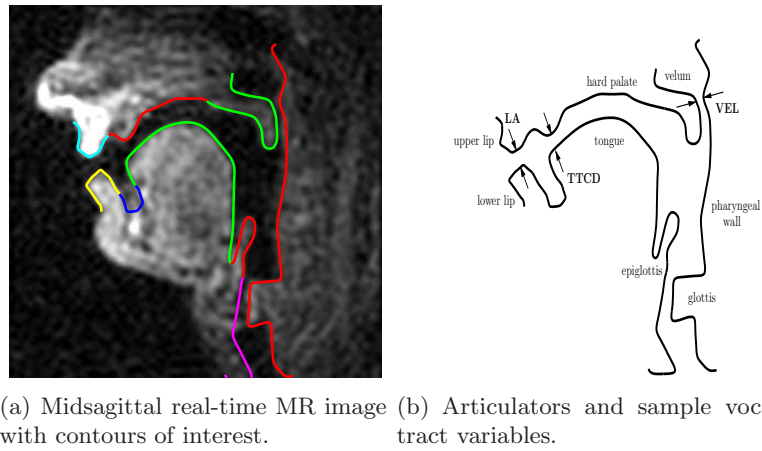 hard palate
velum
LA
VEL
upper lip
tongue
TTCD
lower lip
pharyngeal
wall
epiglottis
glottis
(a) Midsagittal real-time MR image
with contours of interest.
(b) Articulators and sample voc
tract variables.